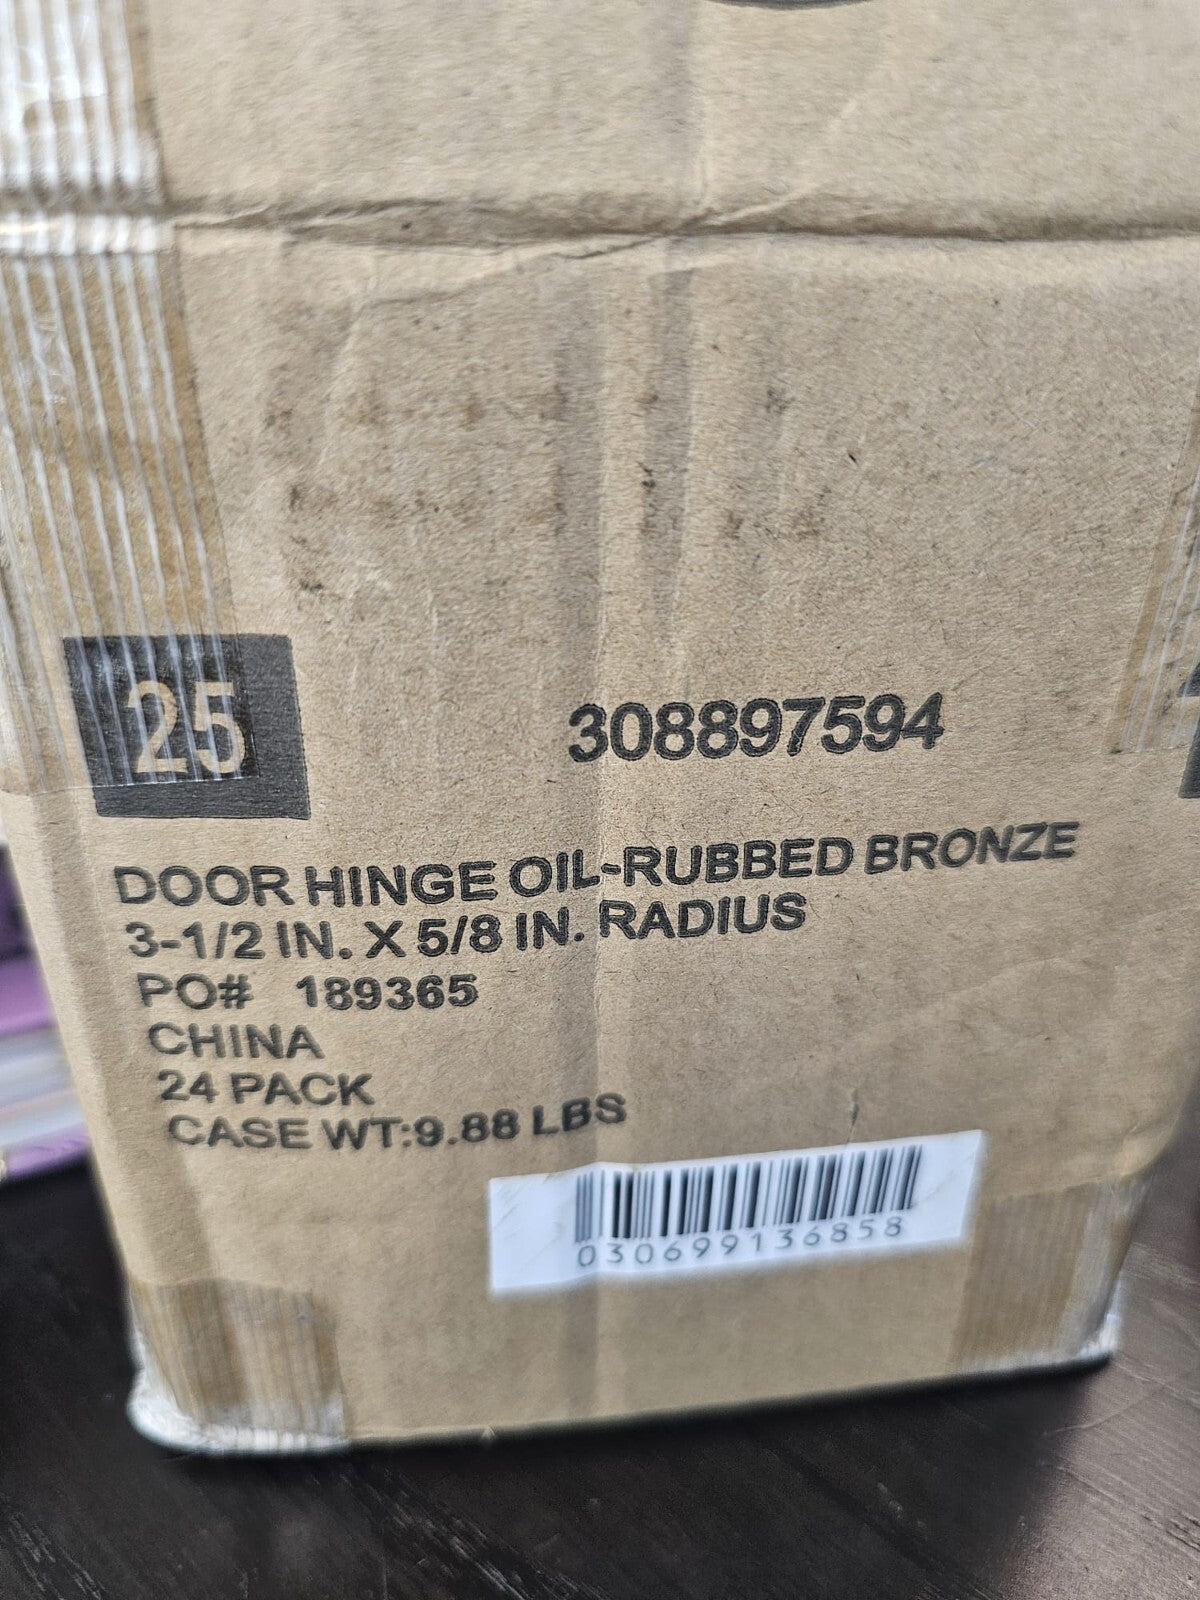 25
308897594
DOOR HINGE OIL-RUBBED BRONZE
3-1/2 IN. X 5/8 IN. RADIUS
PO# 189365
CHINA
24 PACK
CASE WT:9.88 LBS
030699136858